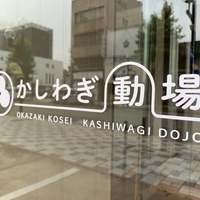 かしわぎ動場
OKAZAKI KOSEI KASHIWAGI DOJO